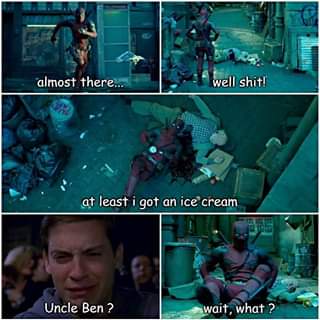 almost there...
well shit!
at least i got an ice cream
Uncle Ben ?
wait, what ?